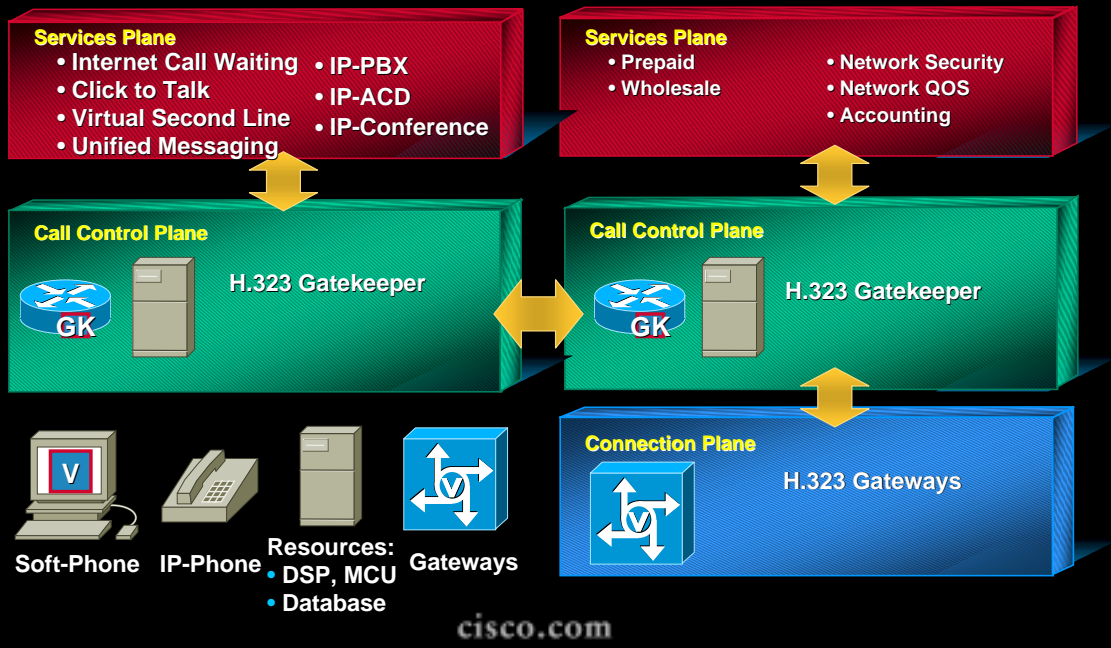 Services Plane
• Internet Call Waiting
• Click to Talk
• Virtual Second Line
• Unified Messaging
• IP-PBX
• IP-ACD
• IP-Conference
Services Plane
• Prepaid
• Wholesale
• Network Security
• Network QOS
• Accounting
Call Control Plane
H.323 Gatekeeper
GK
Call Control Plane
H.323 Gatekeeper
GK
V
Soft-Phone
IP-Phone
Resources:
• DSP, MCU
• Database
V
Gateways
Connection Plane
H.323 Gateways
V
cisco.com